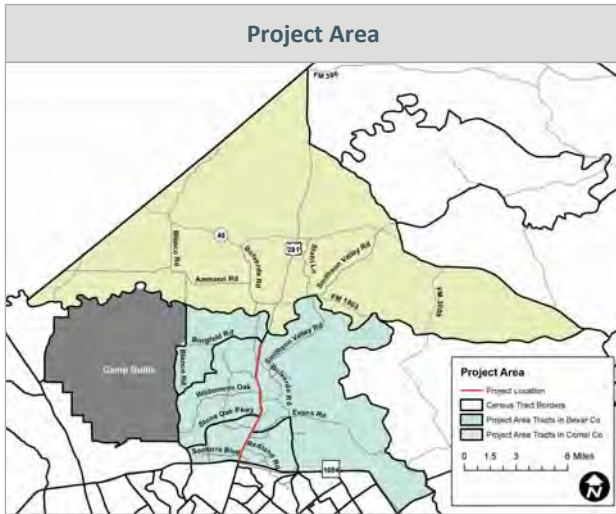 Project Area
FM 306
46
281
Blanco Rd
Bulverde Rd
Stahl Ln
Smithson Valley Rd
Ammann Rd
FM 1863
FM 3009
Borgfeld Rd
Smithson Valley Rd
Camp Bullis
Blanco Rd
Bulverde Rd
Wilderness Oak
Stone Oak Pkwy
Evans Rd
Sonterra Blvd
Redland Rd
1604
Project Area
Project Location
Census Tract Borders
Project Area Tracts in Bexar Co
Project Area Tracts in Comal Co
0 1.5 3 6 Miles
N